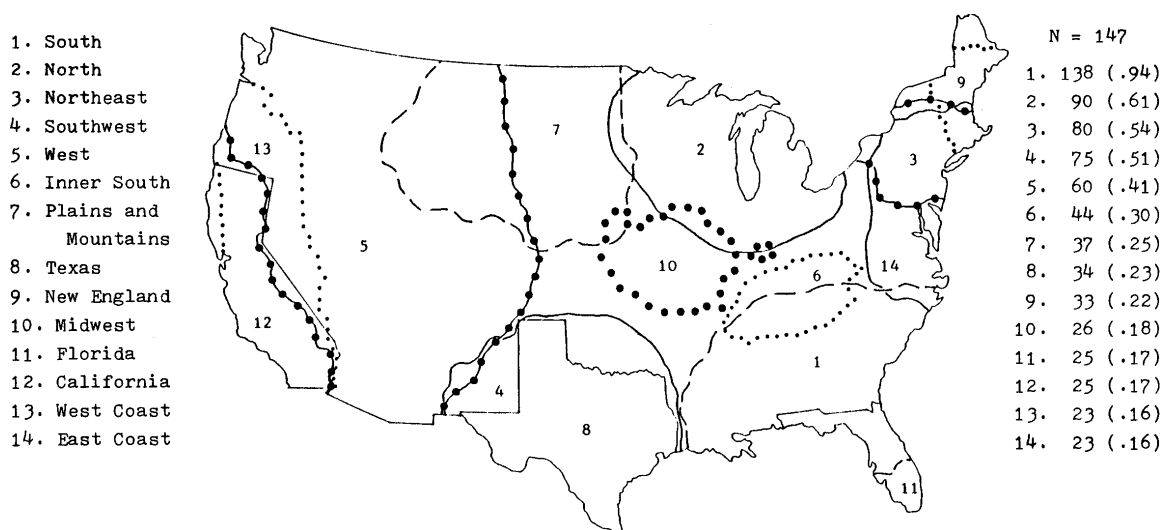 1. South
2. North
3. Northeast
4. Southwest
5. West
6. Inner South
7. Plains and
Mountains
8. Texas
9. New England
10. Midwest
11. Florida
12. California
13. West Coast
14. East Coast
9
7
2
3
13
5
10
6
14
12
1
4
8
11
N = 147
1. 138 (.94)
2. 90 (.61)
3. 80 (.54)
4. 75 (.51)
5. 60 (.41)
6. 44 (.30)
7. 37 (.25)
8. 34 (.23)
9. 33 (.22)
10. 26 (.18)
11. 25 (.17)
12. 25 (.17)
13. 23 (.16)
14. 23 (.16)